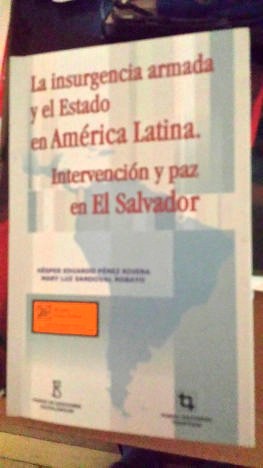 La insurgencia armada
y el Estado
en América Latina.
Intervención y paz
en El Salvador
HÉSPER EDUARDO PÉREZ RIVERA
MARY LUZ SANDOVAL ROBAYO